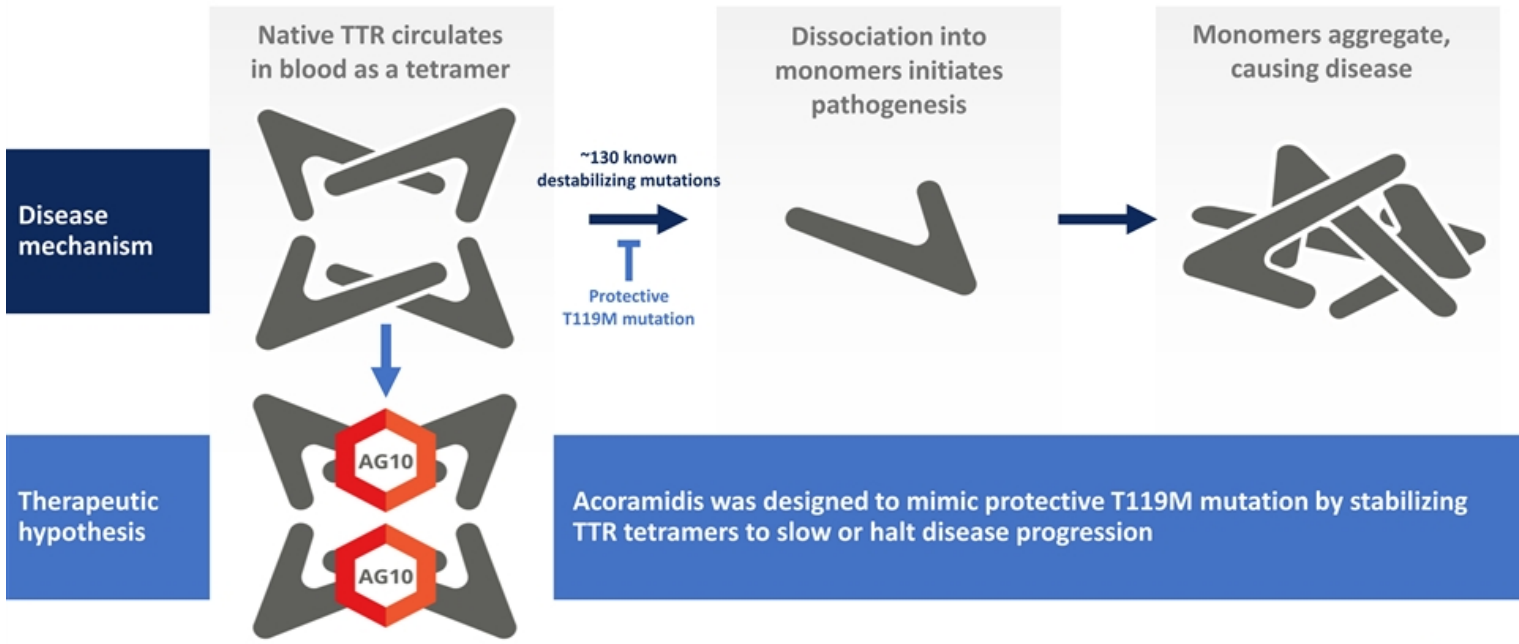 Native TTR circulates
in blood as a tetramer
Dissociation into
monomers initiates
pathogenesis
Monomers aggregate,
causing disease
Disease
mechanism
~130 known
destabilizing mutations
Protective
T119M mutation
Therapeutic
hypothesis
AG10
AG10
Acoramidis was designed to mimic protective T119M mutation by stabilizing
TTR tetramers to slow or halt disease progression